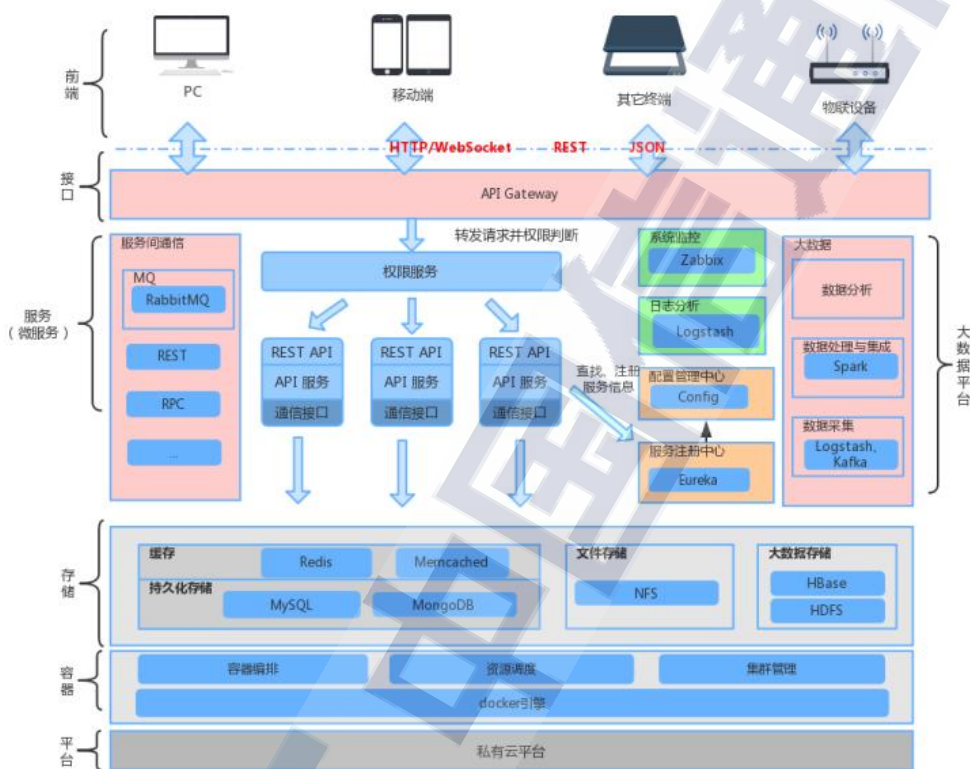 前端
PC
移动端
其它终端
物联设备
HTTP/WebSocket REST JSON
接口
API Gateway
转发请求并权限判断
服务
（微服务）
服务间通信
MQ
RabbitMQ
REST
RPC
...
权限服务
REST API
API 服务
通信接口
REST API
API 服务
通信接口
REST API
API 服务
通信接口
查找、注册
服务信息
系统监控
Zabbix
日志分析
Logstash
配置管理中心
Config
服务注册中心
Eureka
大数据
数据分析
数据处理与集成
Spark
数据采集
Logstash,
Kafka
大数据平台
存储
缓存
Redis
Memcached
持久化存储
MySQL
MongoDB
文件存储
NFS
大数据存储
HBase
HDFS
容器
容器编排
资源调度
集群管理
docker引擎
平台
私有云平台